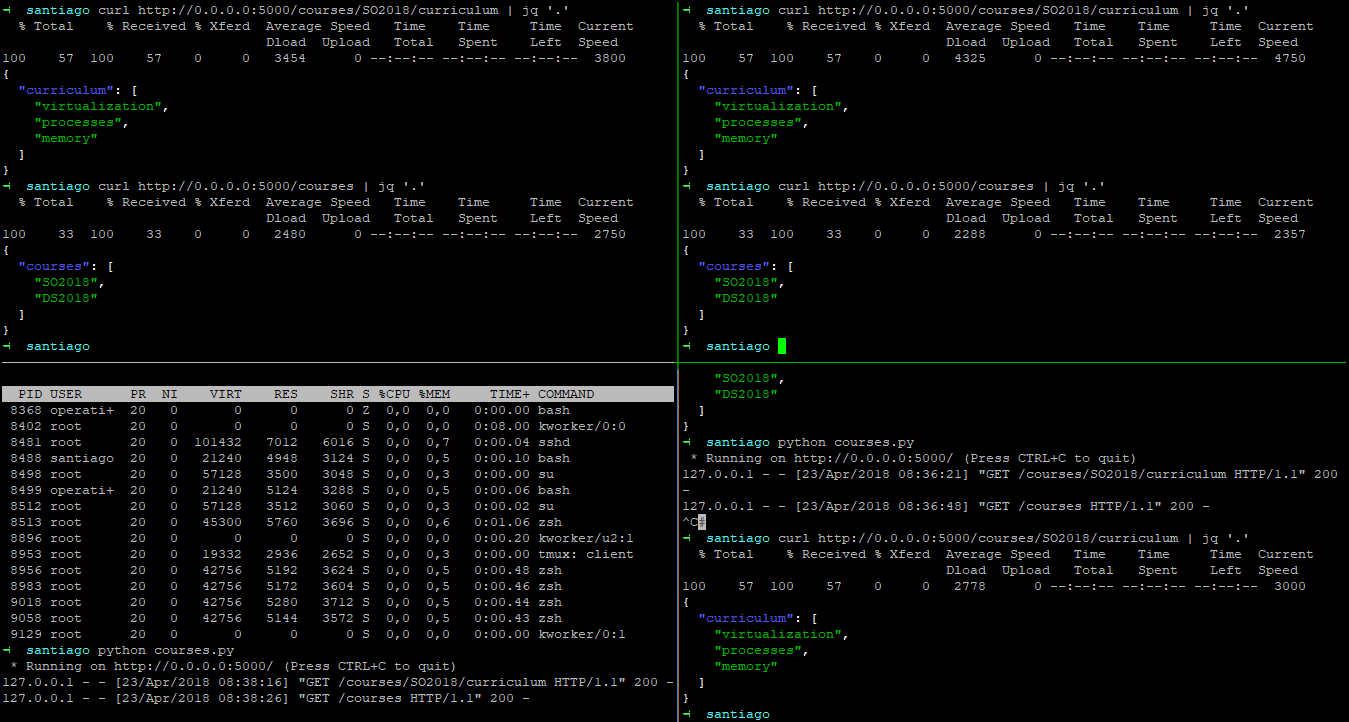 ➜  santiago curl http://0.0.0.0:5000/courses/SO2018/curriculum | jq '.'
  % Total    % Received % Xferd  Average Speed   Time    Time     Time  Current
                                 Dload  Upload   Total   Spent    Left  Speed
100    57  100    57    0     0   3454      0 --:--:-- --:--:-- --:--:--  3800
{
  "curriculum": [
    "virtualization",
    "processes",
    "memory"
  ]
}
➜  santiago curl http://0.0.0.0:5000/courses | jq '.'
  % Total    % Received % Xferd  Average Speed   Time    Time     Time  Current
                                 Dload  Upload   Total   Spent    Left  Speed
100    33  100    33    0     0   2480      0 --:--:-- --:--:-- --:--:--  2750
{
  "courses": [
    "SO2018",
    "DS2018"
  ]
}
➜  santiago
➜  santiago curl http://0.0.0.0:5000/courses/SO2018/curriculum | jq '.'
  % Total    % Received % Xferd  Average Speed   Time    Time     Time  Current
                                 Dload  Upload   Total   Spent    Left  Speed
100    57  100    57    0     0   4325      0 --:--:-- --:--:-- --:--:--  4750
{
  "curriculum": [
    "virtualization",
    "processes",
    "memory"
  ]
}
➜  santiago curl http://0.0.0.0:5000/courses | jq '.'
  % Total    % Received % Xferd  Average Speed   Time    Time     Time  Current
                                 Dload  Upload   Total   Spent    Left  Speed
100    33  100    33    0     0   2288      0 --:--:-- --:--:-- --:--:--  2357
{
  "courses": [
    "SO2018",
    "DS2018"
  ]
}
➜  santiago
  PID USER      PR  NI    VIRT    RES    SHR S %CPU %MEM     TIME+ COMMAND
 8368 operati+  20   0       0      0      0 Z  0,0  0,0   0:00.00 bash
 8402 root      20   0       0      0      0 S  0,0  0,0   0:08.00 kworker/0:0
 8481 root      20   0  101432   7012   6016 S  0,0  0,7   0:00.04 sshd
 8488 santiago  20   0   21240   4948   3124 S  0,0  0,5   0:00.10 bash
 8498 root      20   0   57128   3500   3048 S  0,0  0,3   0:00.00 su
 8499 operati+  20   0   21240   5124   3288 S  0,0  0,5   0:00.06 bash
 8512 root      20   0   57128   3512   3060 S  0,0  0,3   0:00.02 su
 8513 root      20   0   45300   5760   3696 S  0,0  0,6   0:01.06 zsh
 8896 root      20   0       0      0      0 S  0,0  0,0   0:00.20 kworker/u2:1
 8953 root      20   0   19332   2936   2652 S  0,0  0,3   0:00.00 tmux: client
 8956 root      20   0   42756   5192   3624 S  0,0  0,5   0:00.48 zsh
 8983 root      20   0   42756   5172   3604 S  0,0  0,5   0:00.46 zsh
 9018 root      20   0   42756   5280   3712 S  0,0  0,5   0:00.44 zsh
 9058 root      20   0   42756   5144   3572 S  0,0  0,5   0:00.43 zsh
 9129 root      20   0       0      0      0 S  0,0  0,0   0:00.00 kworker/0:1
➜  santiago python courses.py
 * Running on http://0.0.0.0:5000/ (Press CTRL+C to quit)
127.0.0.1 - - [23/Apr/2018 08:38:16] "GET /courses/SO2018/curriculum HTTP/1.1" 200 -
127.0.0.1 - - [23/Apr/2018 08:38:26] "GET /courses HTTP/1.1" 200 -
    "SO2018",
    "DS2018"
  ]
}
➜  santiago python courses.py
 * Running on http://0.0.0.0:5000/ (Press CTRL+C to quit)
127.0.0.1 - - [23/Apr/2018 08:36:21] "GET /courses/SO2018/curriculum HTTP/1.1" 200
-
127.0.0.1 - - [23/Apr/2018 08:36:48] "GET /courses HTTP/1.1" 200 -
^C#
➜  santiago curl http://0.0.0.0:5000/courses/SO2018/curriculum | jq '.'
  % Total    % Received % Xferd  Average Speed   Time    Time     Time  Current
                                 Dload  Upload   Total   Spent    Left  Speed
100    57  100    57    0     0   2778      0 --:--:-- --:--:-- --:--:--  3000
{
  "curriculum": [
    "virtualization",
    "processes",
    "memory"
  ]
}
➜  santiago